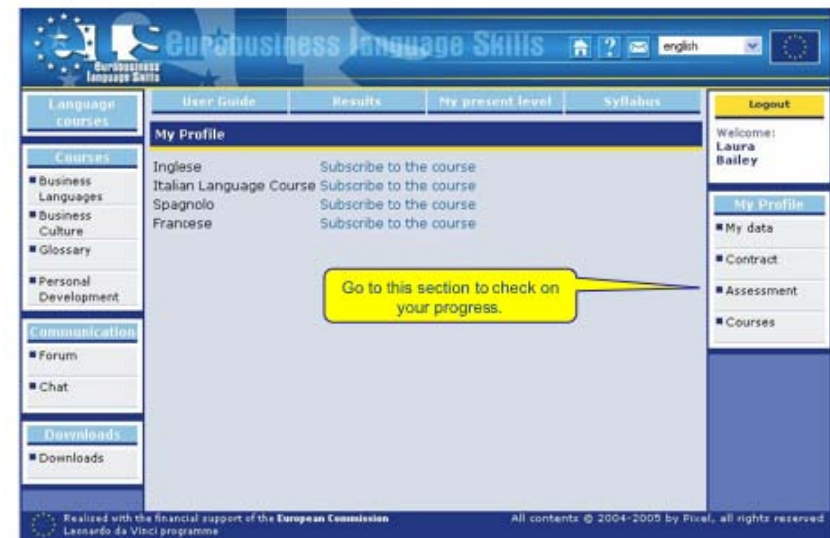 Eurobusiness language Skills
english
Eurobusiness
language Skills
Language
courses
User Guide
Results
My present level
Syllabus
Logout
My Profile
Welcome:
Laura
Bailey
Courses
Business
Languages
Business
Culture
Glossary
Personal
Development
Inglese Subscribe to the course
Italian Language Course Subscribe to the course
Spagnolo Subscribe to the course
Francese Subscribe to the course
My Profile
My data
Contract
Assessment
Courses
Go to this section to check on
your progress.
Communication
Forum
Chat
Downloads
Downloads
Realized with the financial support of the European Commission
Leonardo da Vinci programme
All contents @ 2004-2005 by Pixel, all rights reserved